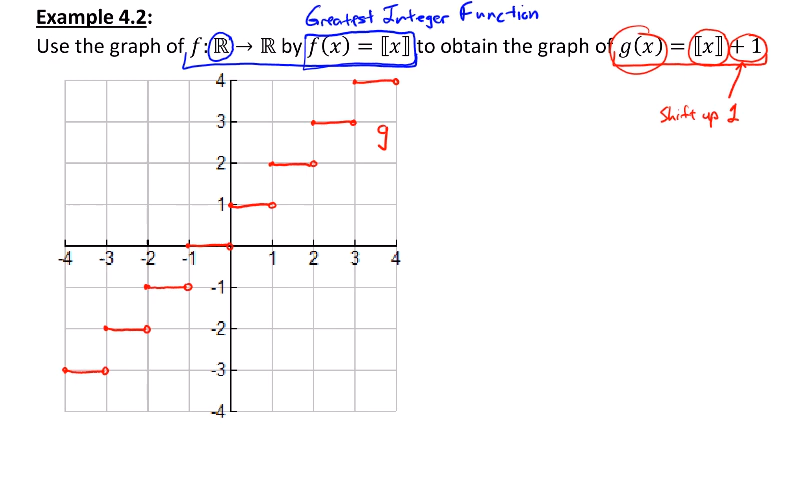 Example 4.2:
Greatest Integer Function
Use the graph of f:ℝ → ℝ by f(x) = ⟦x⟧ to obtain the graph of g(x) = ⟦x⟧ + 1
Shift up 1
4
3
g
2
1
-4 -3 -2 -1 1 2 3 4
-1
-2
-3
-4